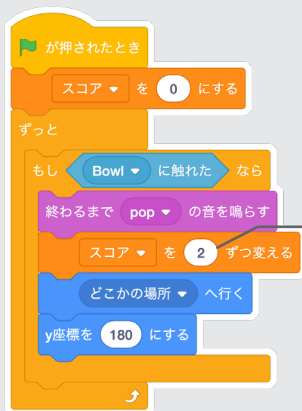 が押されたとき
スコア を 0 にする
ずっと
もし Bowl に触れた なら
終わるまで pop の音を鳴らす
スコア を 2 ずつ変える
どこかの場所 へ行く
y座標を 180 にする